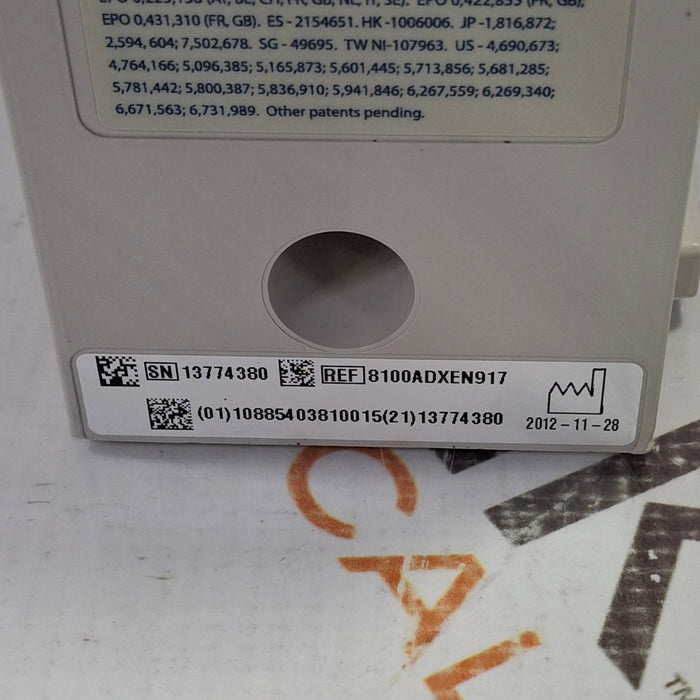 EPO 0,431,310 (FR, GB). ES - 2154651. HK -1006006. JP -1,816,872;
2,594,604; 7,502,678. SG - 49695. TW NI-107963. US - 4,690,673;
4,764,166; 5,096,385; 5,165,873; 5,601,445; 5,713,856; 5,681,285;
5,781,442; 5,800,387; 5,836,910; 5,941,846; 6,267,559; 6,269,340;
6,671,563; 6,731,989. Other patents pending.
SN 13774380 REF 8100ADXEN917
(01)10885403810015(21)13774380
2012-11-28
CAL